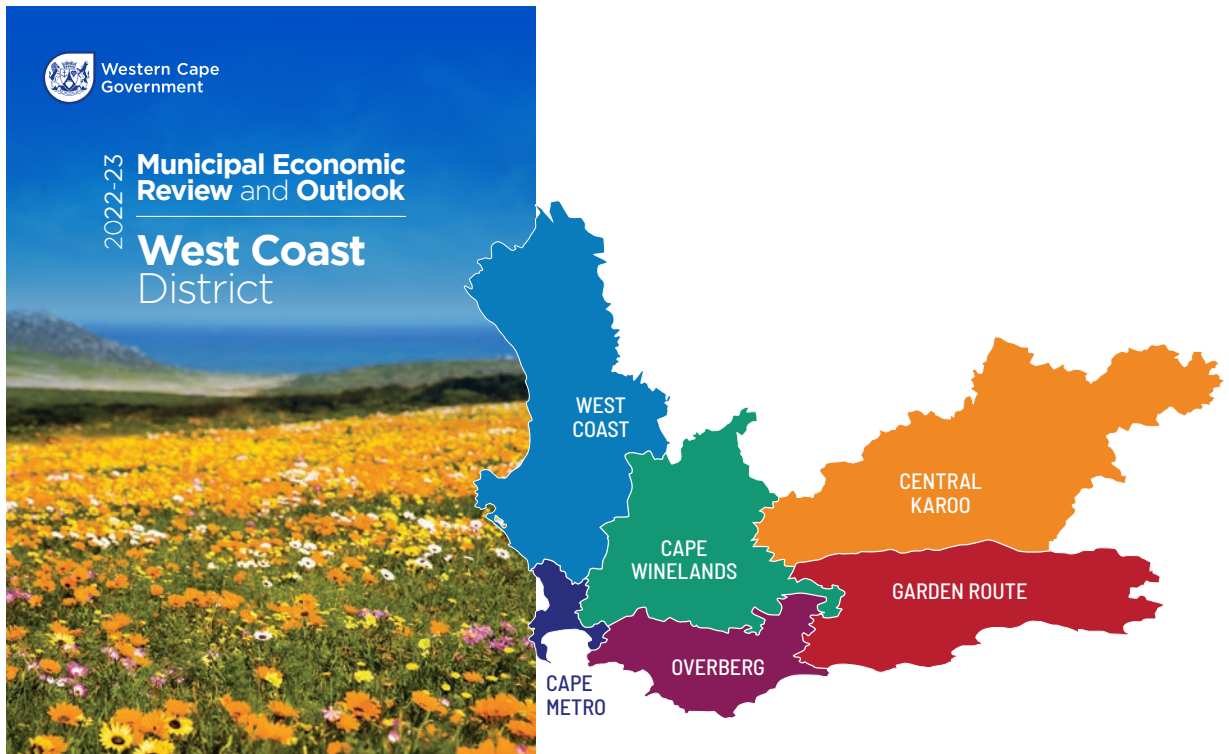 Western Cape
Government
2022-23
Municipal Economic
Review and Outlook
West Coast
District
WEST
COAST
CENTRAL
KAROO
CAPE
WINELANDS
GARDEN ROUTE
OVERBERG
CAPE
METRO